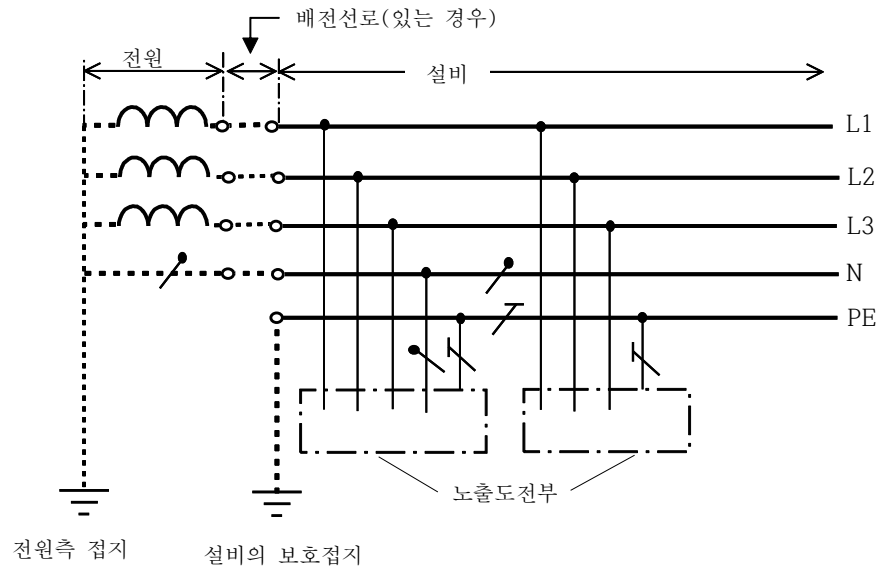 배전선로(있는 경우)
전원
설비
L1
L2
L3
N
PE
노출도전부
전원측 접지
설비의 보호접지